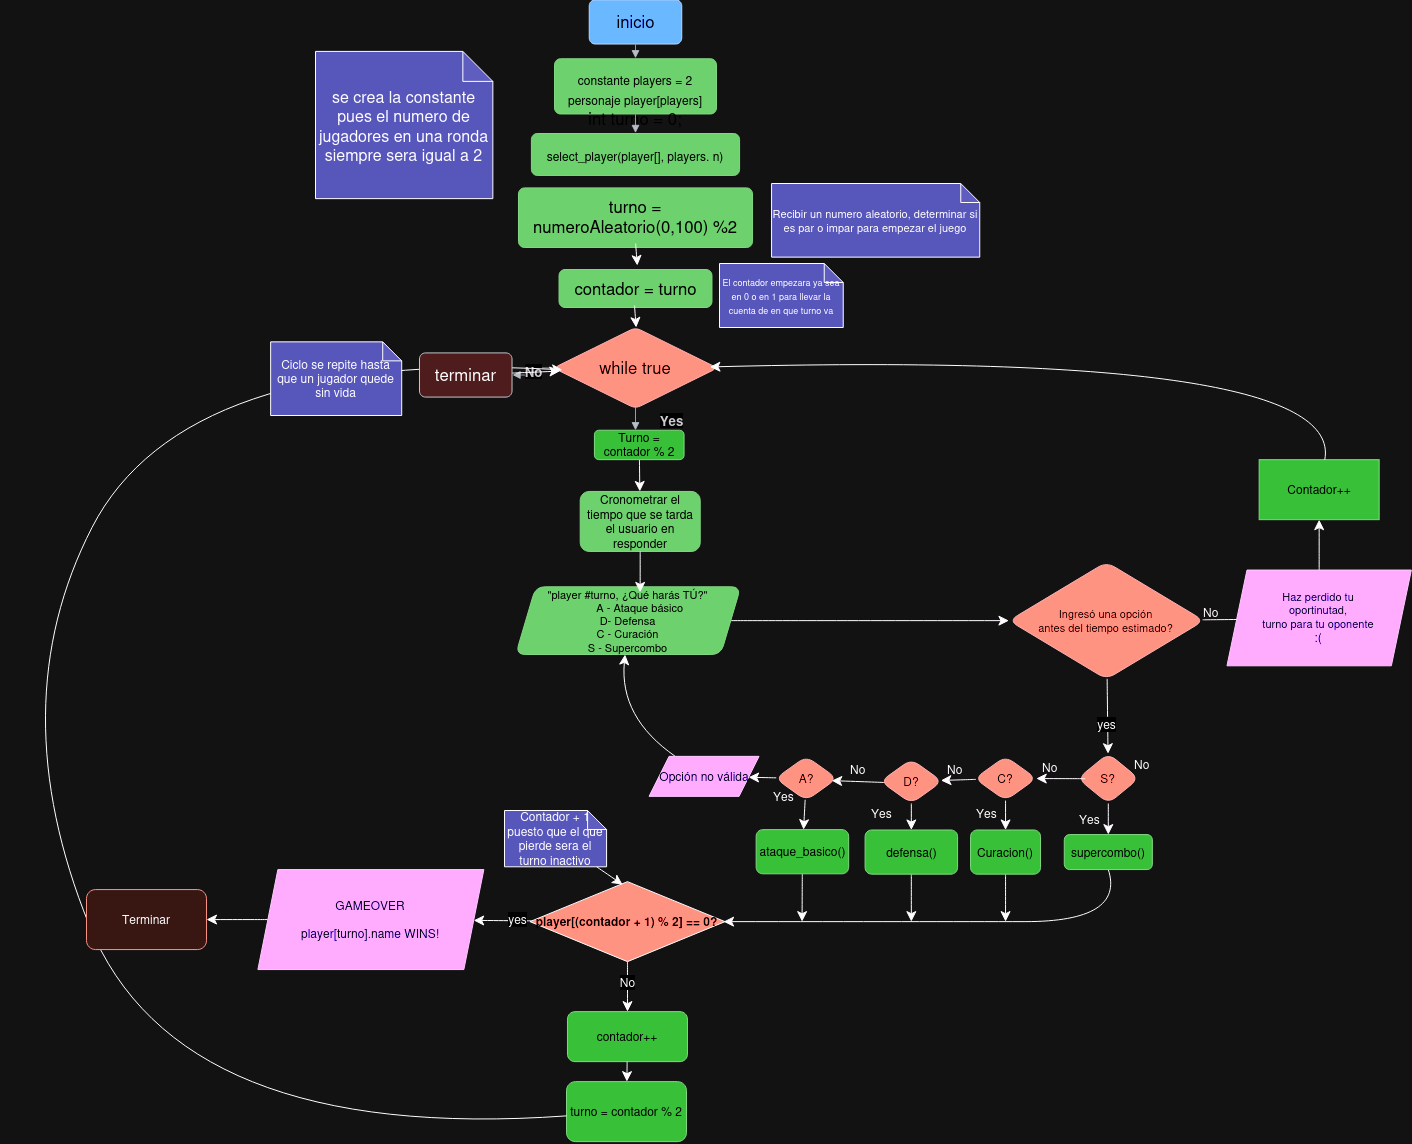 inicio
constante players = 2
personaje player[players]
int turno = 0.
se crea la constante
pues el numero de
jugadores en una ronda
siempre sera igual a 2
select_player(player[], players. n)
turno =
numeroAleatorio(0,100) %2
Recibir un numero aleatorio, determinar si
es par o impar para empezar el juego
contador = turno
El contador empezara ya sea
en 0 o en 1 para llevar la
cuenta de en que turno va
while true
No
terminar
Ciclo se repite hasta
que un jugador quede
sin vida
Yes
Turno =
contador % 2
Cronometrar el
tiempo que se tarda
el usuario en
responder
"player #turno, ¿Qué harás TÚ?"
A - Ataque básico
D- Defensa
C - Curación
S - Supercombo
Ingresó una opción
antes del tiempo estimado?
No
Haz perdido tu
oportinutad,
turno para tu oponente
:(
Contador++
yes
S?
No
No
C?
No
D?
No
A?
Opción no válida
Yes
Yes
Yes
Yes
ataque_basico()
defensa()
Curacion()
supercombo()
Contador + 1
puesto que el que
pierde sera el
turno inactivo
player[(contador + 1) % 2] == 0?
yes
GAMEOVER
player[turno].name WINS!
Terminar
No
contador++
turno = contador % 2